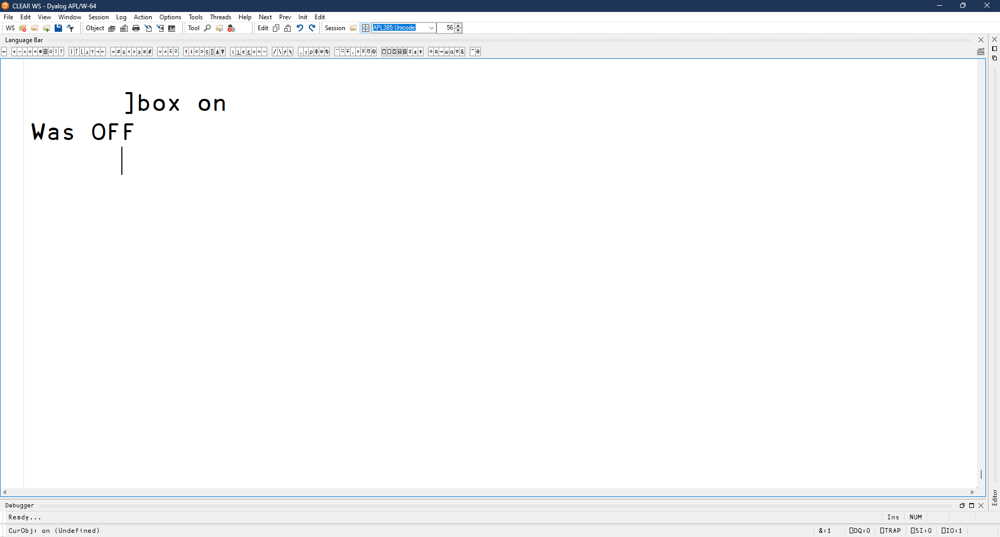 CLEAR WS - Dyalog APL/W-64
File Edit View Window Session Log Action Options Tools Threads Help Next Prev Init Edit
WS Object Tool Edit Session APL385 Unicode 56
Language Bar
← + - × ÷ * ⍟ ⌹ ○ ! ? | ⌈ ⌊ ⊥ ⊤ ⊣ ⊢ = ≠ ≤ < > ≥ ≡ ≢ ∨ ∧ ⍲ ⍱ ↑ ↓ ⊂ ⊃ ⊆ ⌷ ⍋ ⍒ ⍳ ⍸ ∊ ⍷ ∪ ∩ ~ / \ ⌿ ⍀ , ⍪ ⍴ ⌽ ⊖ ⍉ ¨ ⍨ ⍣ . ∘ ⍤ ⍥ @ ⍞ ⎕ ⍠ ⌸ ⌺ ⌶ ⍎ ⍕ ⋄ ⍝ → ⍵ ⍺ ∇ & ¯ ⍬
]box on
Was OFF
Editor
Debugger
Ready...
Ins NUM
CurObj: on (Undefined)
&:1 ⎕DQ:0 ⎕TRAP ⎕SI:0 ⎕IO:1